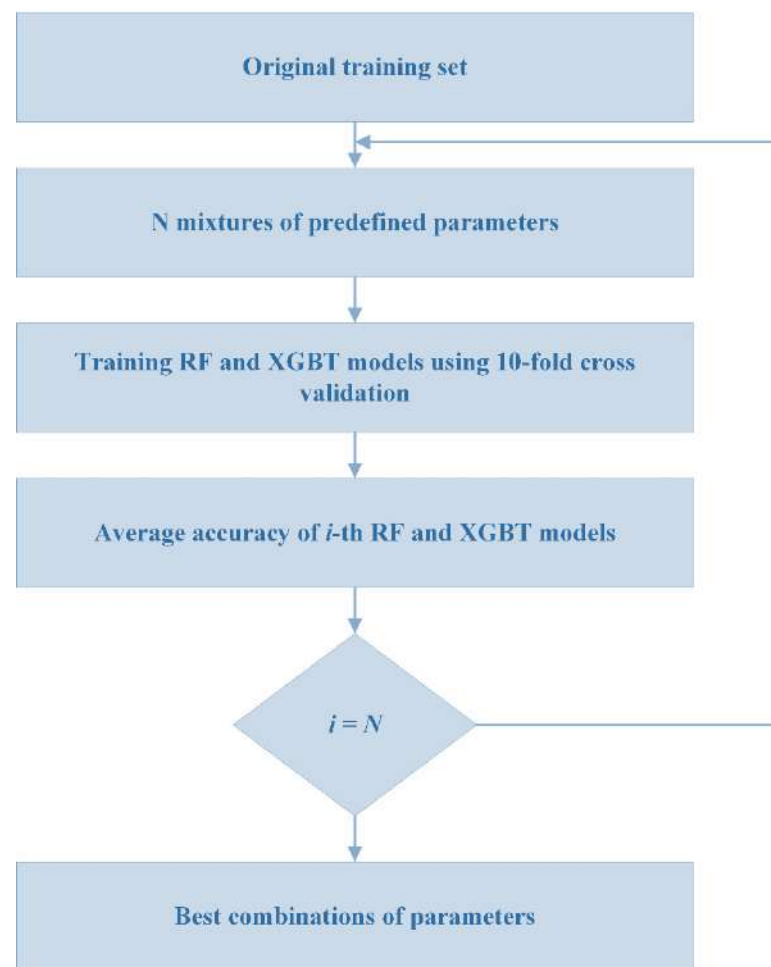 Original training set
N mixtures of predefined parameters
Training RF and XGBT models using 10-fold cross
validation
Average accuracy of i-th RF and XGBT models
i = N
Best combinations of parameters